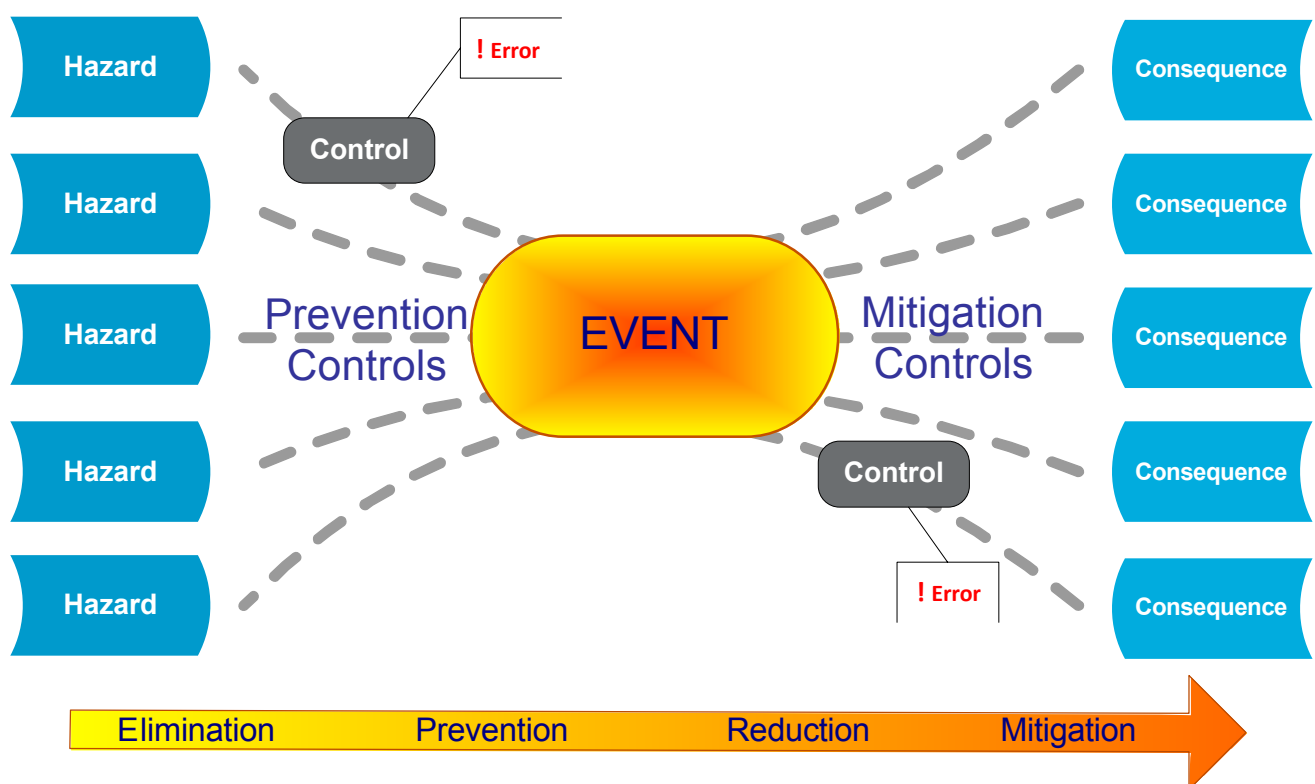 Hazard
! Error
Consequence
Control
Hazard
Consequence
Hazard
Prevention
Controls
EVENT
Mitigation
Controls
Consequence
Hazard
Control
Consequence
! Error
Hazard
Consequence
Elimination Prevention Reduction Mitigation